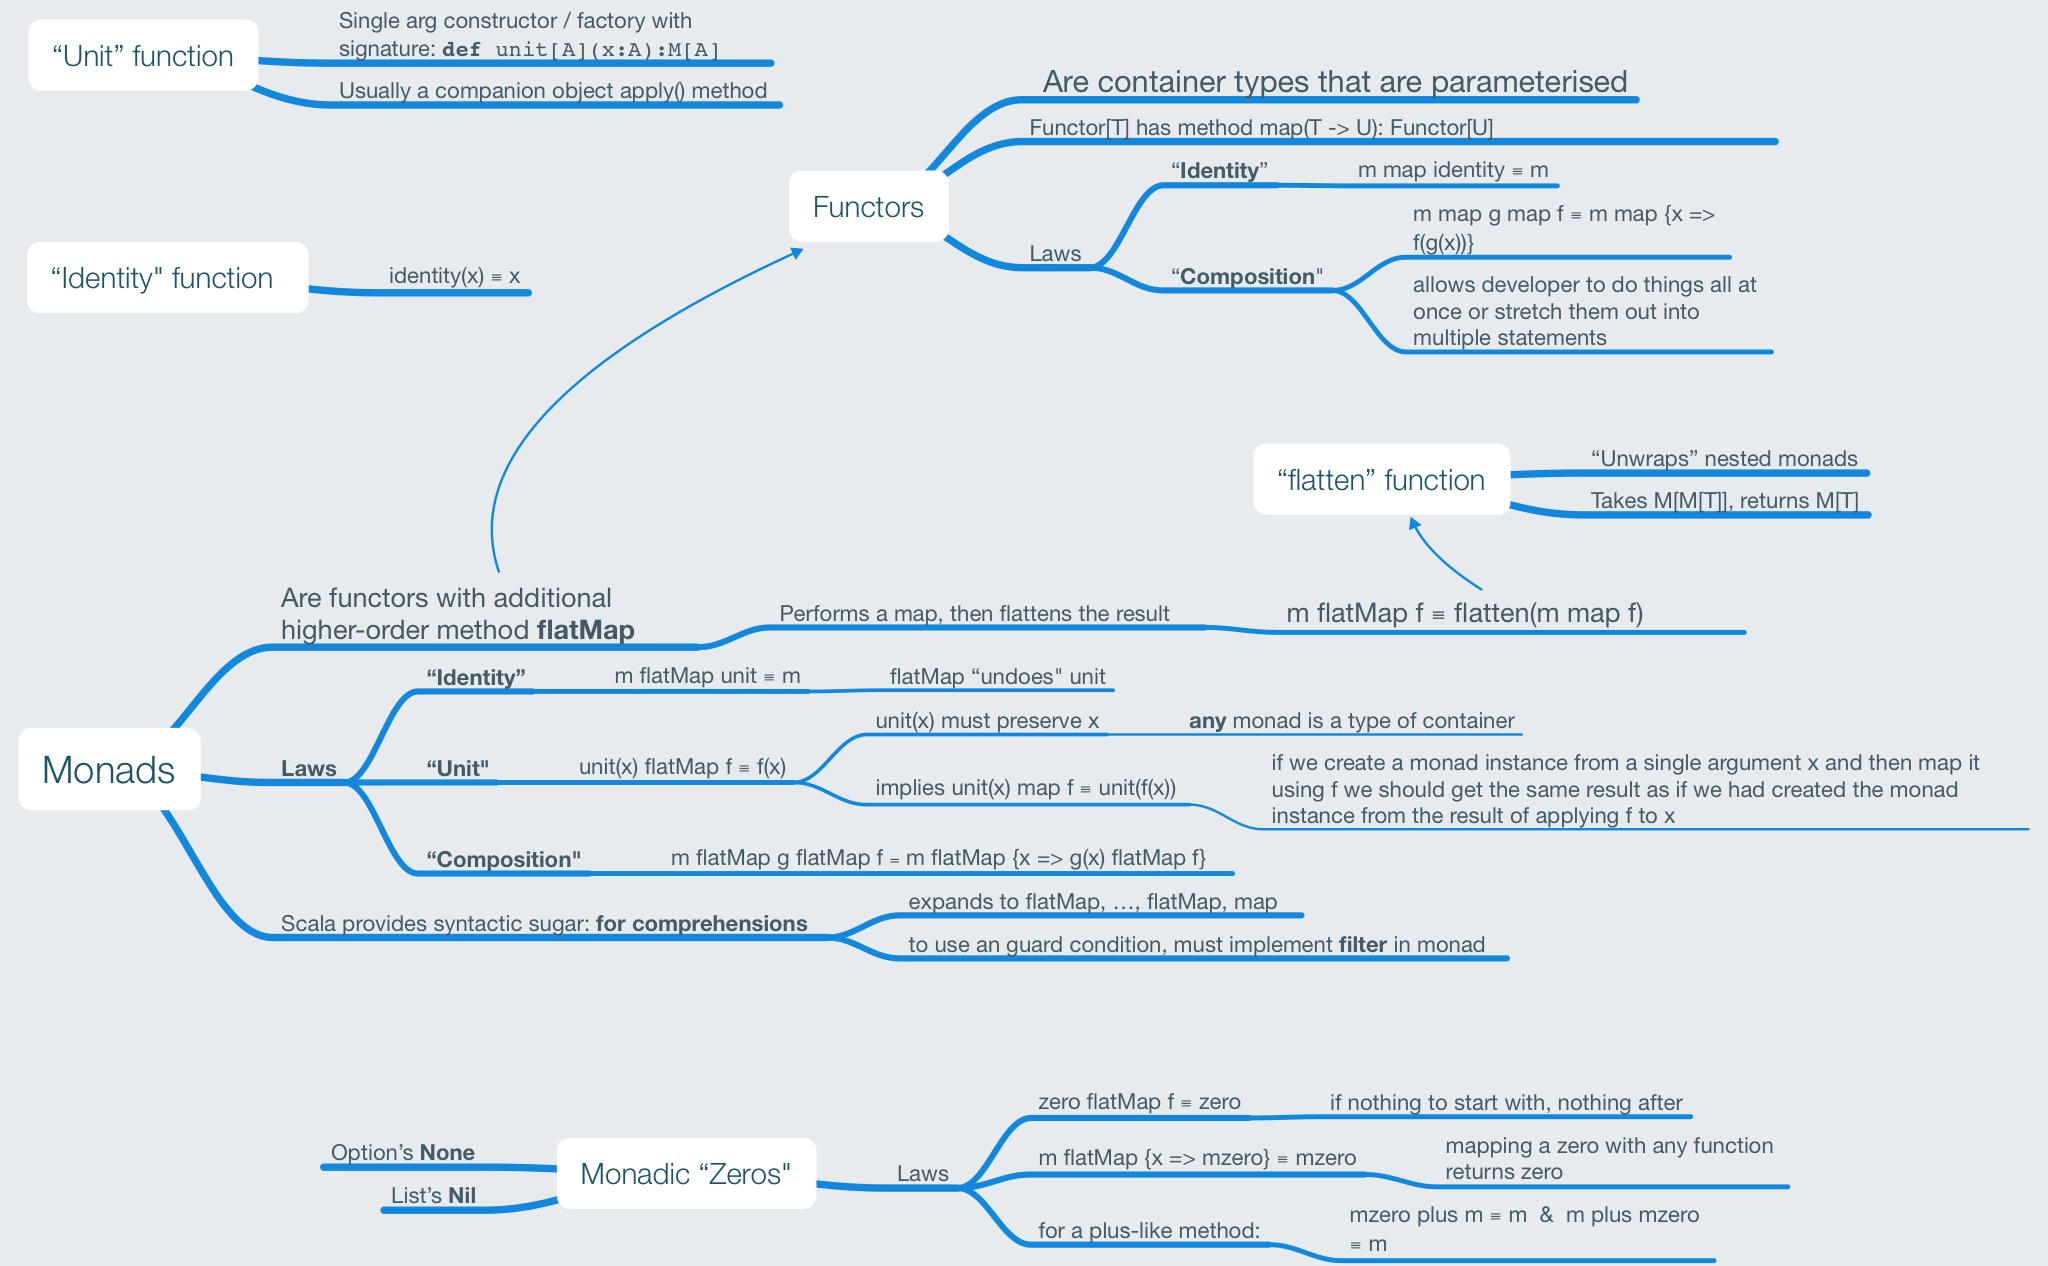 “Unit” function
Single arg constructor / factory with
signature: def unit[A](x:A):M[A]
Usually a companion object apply() method
“Identity" function
identity(x) ≡ x
Functors
Are container types that are parameterised
Functor[T] has method map(T -> U): Functor[U]
Laws
“Identity”
m map identity ≡ m
“Composition"
m map g map f ≡ m map {x =>
f(g(x))}
allows developer to do things all at
once or stretch them out into
multiple statements
“flatten” function
“Unwraps” nested monads
Takes M[M[T]], returns M[T]
Monads
Are functors with additional
higher-order method flatMap
Performs a map, then flattens the result
m flatMap f ≡ flatten(m map f)
Laws
“Identity”
m flatMap unit ≡ m
flatMap “undoes" unit
“Unit"
unit(x) flatMap f ≡ f(x)
unit(x) must preserve x
any monad is a type of container
implies unit(x) map f ≡ unit(f(x))
if we create a monad instance from a single argument x and then map it
using f we should get the same result as if we had created the monad
instance from the result of applying f to x
“Composition"
m flatMap g flatMap f ≡ m flatMap {x => g(x) flatMap f}
Scala provides syntactic sugar: for comprehensions
expands to flatMap, …, flatMap, map
to use an guard condition, must implement filter in monad
Monadic “Zeros"
Option’s None
List’s Nil
Laws
zero flatMap f ≡ zero
if nothing to start with, nothing after
m flatMap {x => mzero} ≡ mzero
mapping a zero with any function
returns zero
for a plus-like method:
mzero plus m ≡ m & m plus mzero
≡ m